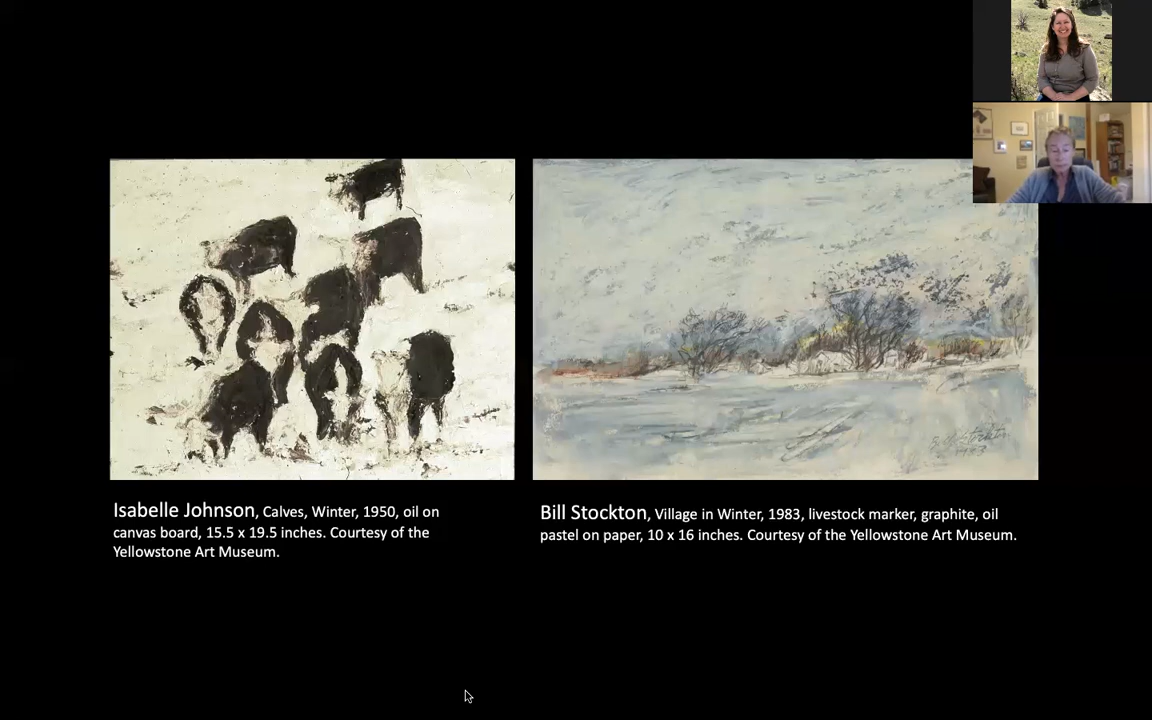 Isabelle Johnson, Calves, Winter, 1950, oil on
canvas board, 15.5 x 19.5 inches. Courtesy of the
Yellowstone Art Museum.
Bill Stockton, Village in Winter, 1983, livestock marker, graphite, oil
pastel on paper, 10 x 16 inches. Courtesy of the Yellowstone Art Museum.
1983